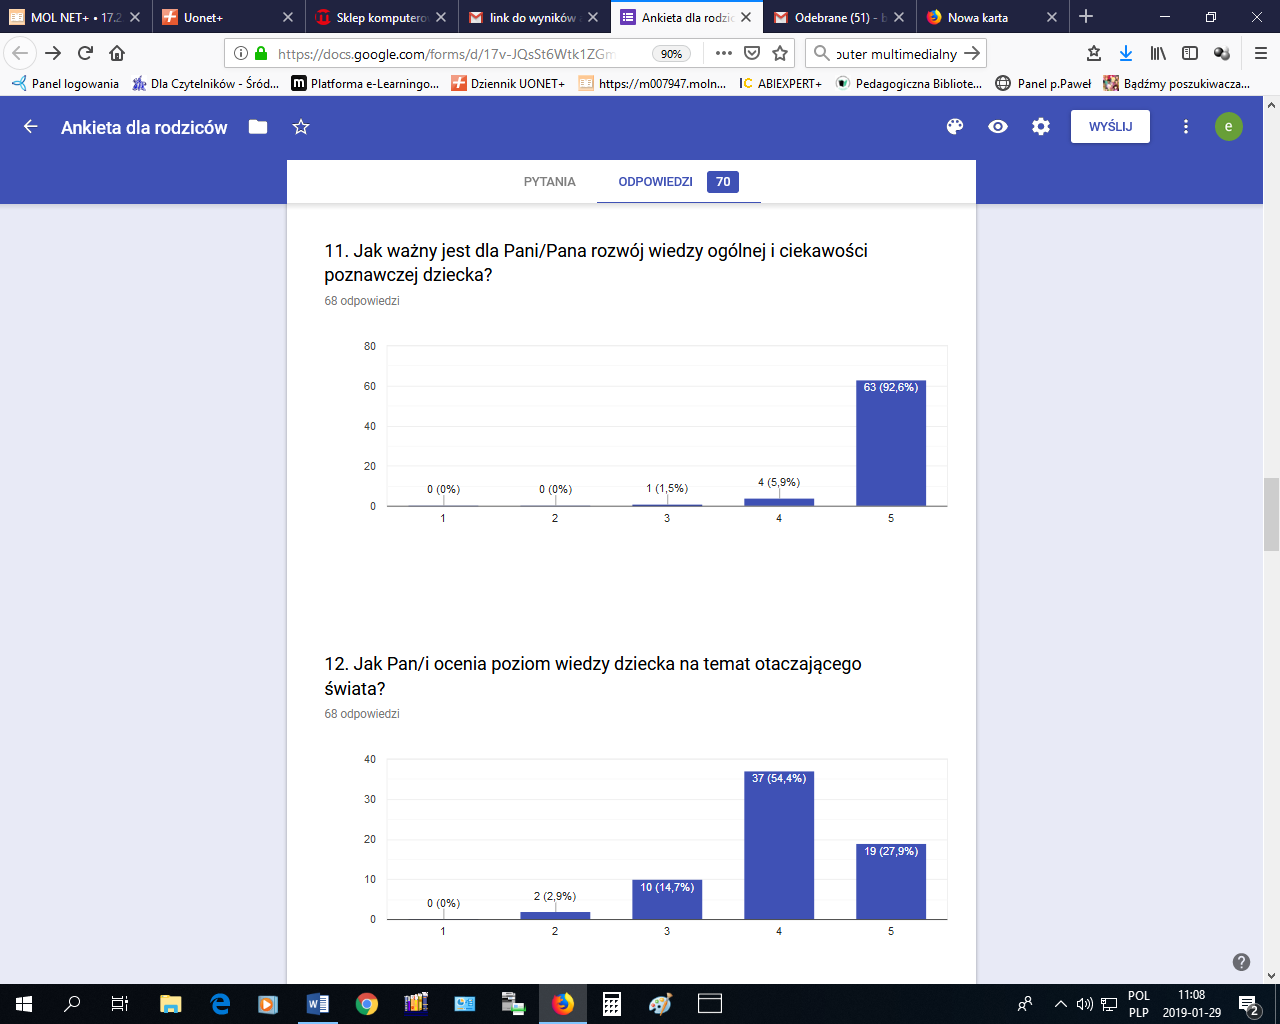 MOL NET+ • 17.2
Uonet+
Sklep komputero
link do wyników
Ankieta dla rodzic
Odebrane (51) -
Nowa karta
https://docs.google.com/forms/d/17v-JQsSt6Wtk1ZGm
90%
puter multimedialny
Panel logowania
Dla Czytelników - Śród...
Platforma e-Learningo...
Dziennik UONET+
https://m007947.moln...
ABIEXPERT+
Pedagogiczna Bibliote...
Panel p.Paweł
Bądźmy poszukiwacza...
Ankieta dla rodziców
WYŚLIJ
e
PYTANIA
ODPOWIEDZI 70
11. Jak ważny jest dla Pani/Pana rozwój wiedzy ogólnej i ciekawości
poznawczej dziecka?
68 odpowiedzi
80
60
40
20
0
0 (0%)
0 (0%)
1 (1,5%)
4 (5,9%)
63 (92,6%)
1 2 3 4 5
12. Jak Pan/i ocenia poziom wiedzy dziecka na temat otaczającego
świata?
68 odpowiedzi
40
30
20
10
0
0 (0%)
2 (2,9%)
10 (14,7%)
37 (54,4%)
19 (27,9%)
1 2 3 4 5
POL
PLP
11:08
2019-01-29
2